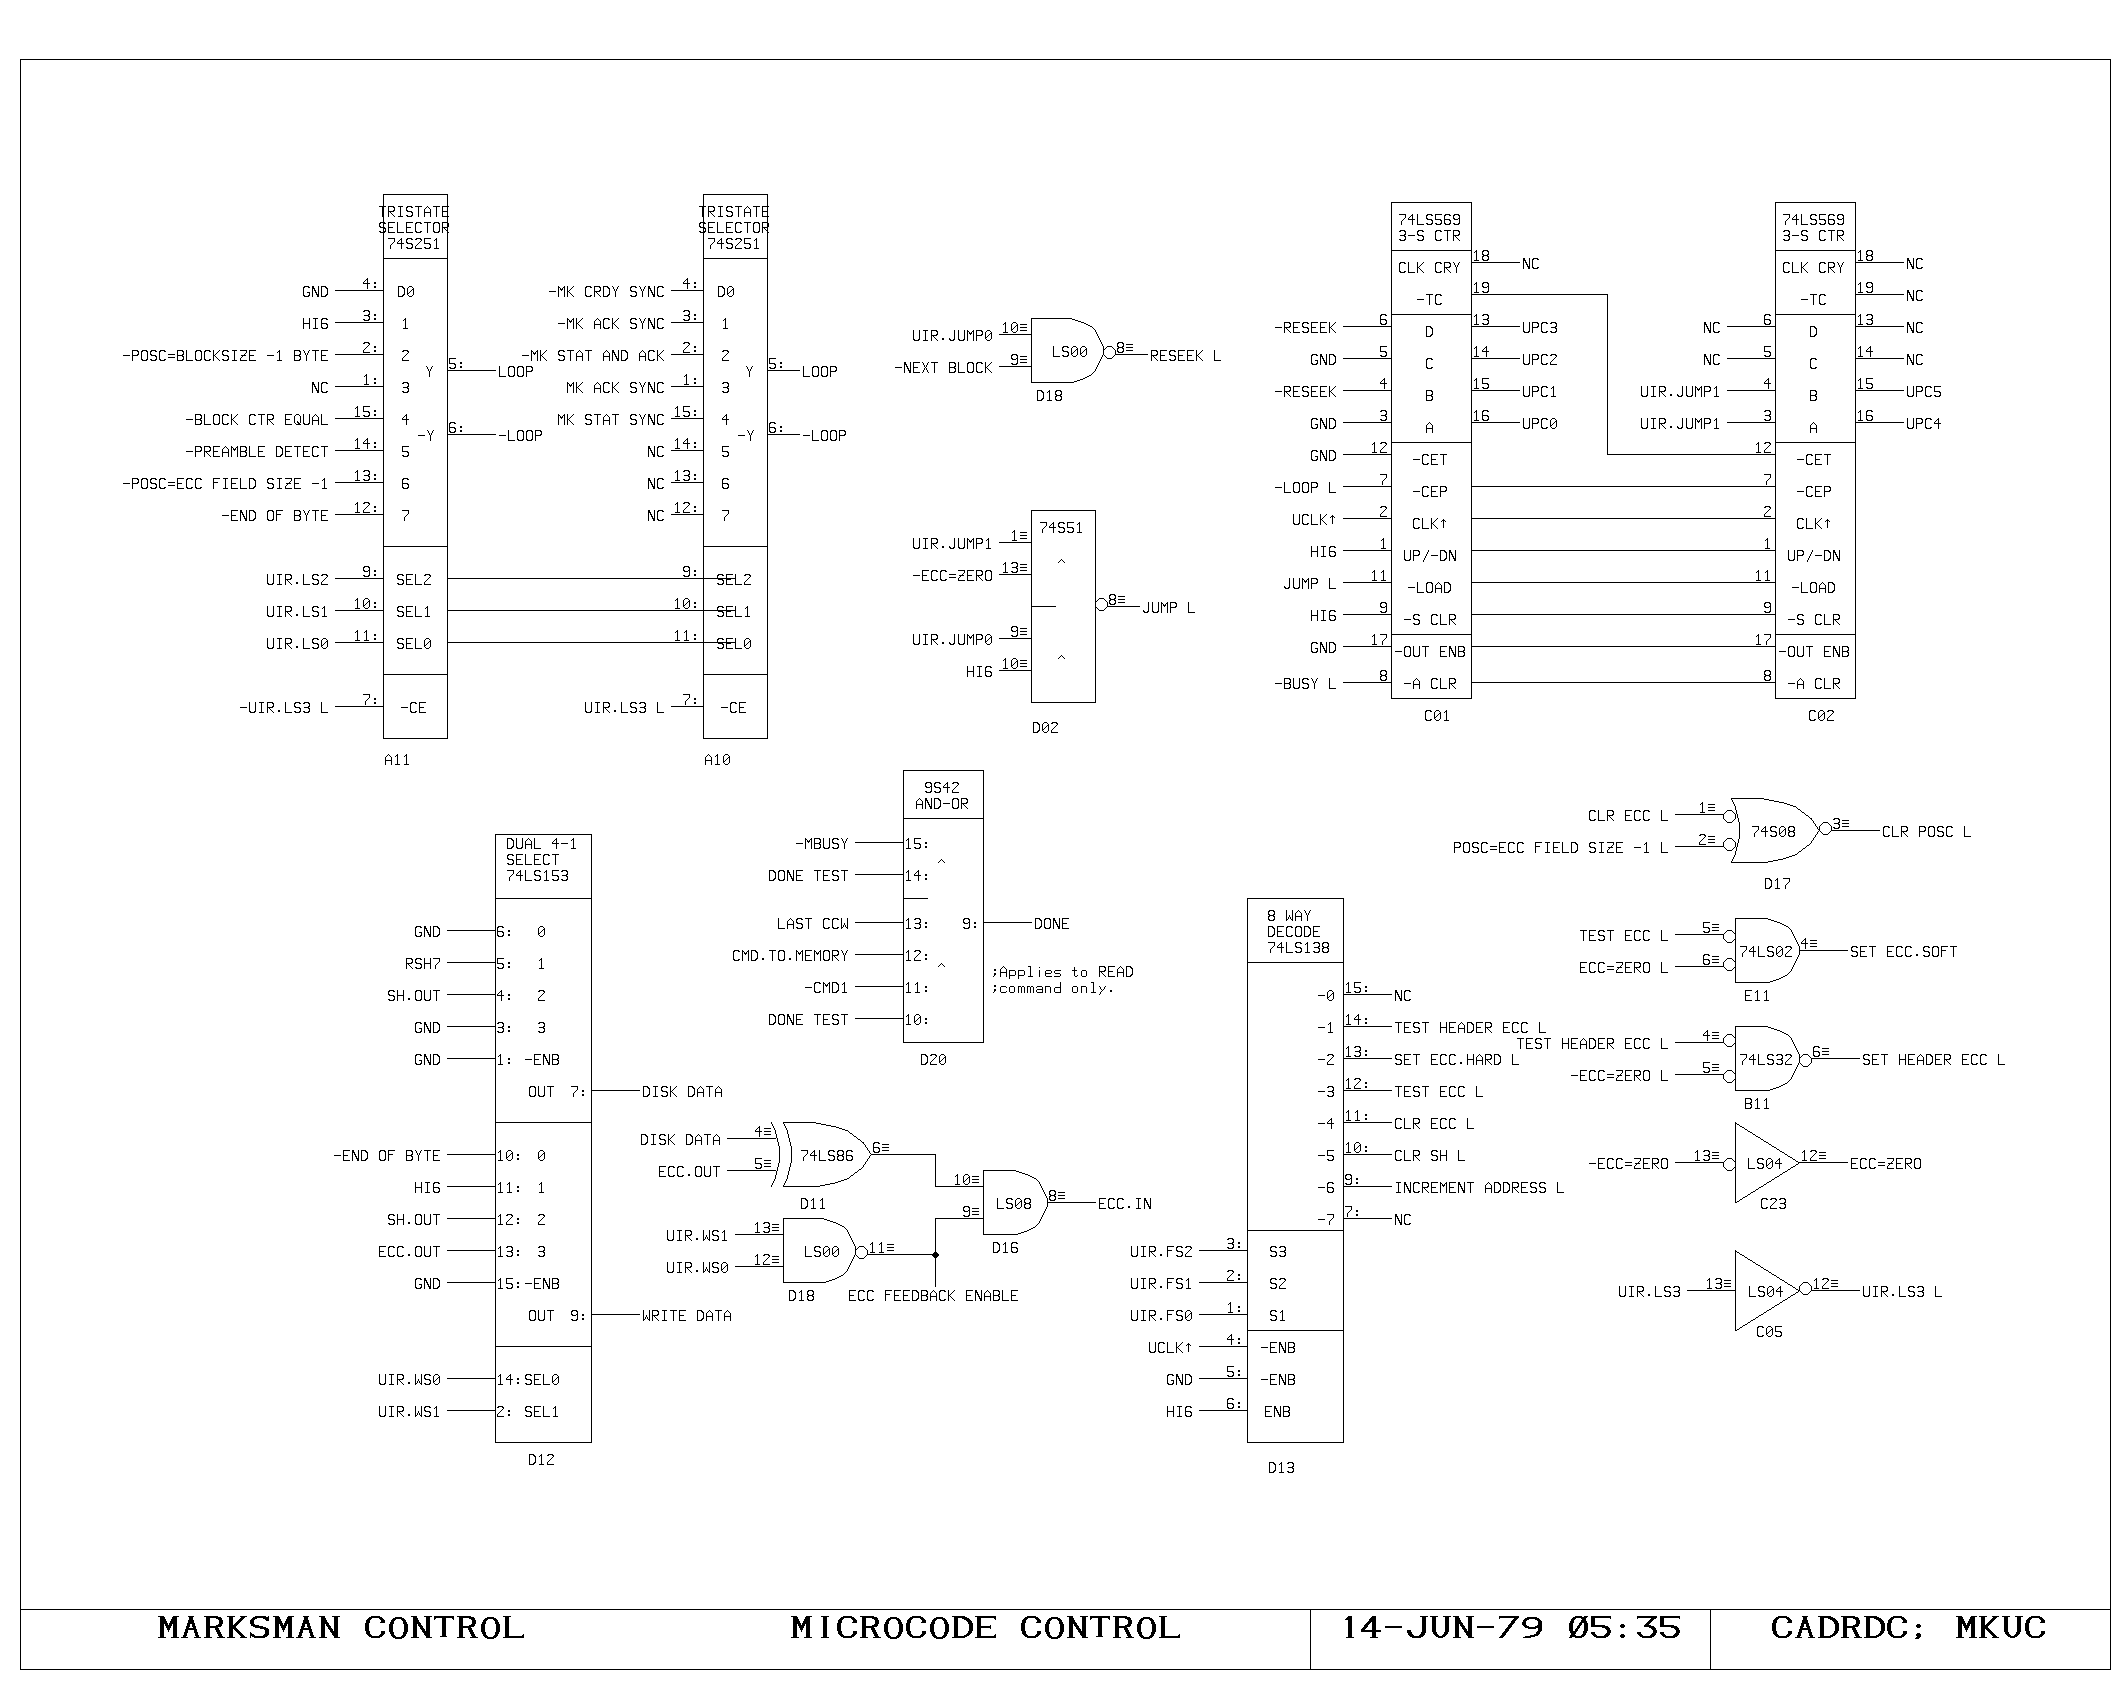 TRISTATE
SELECTOR
74S251
GND 4: D0
HI6 3: 1
-POSC=BLOCKSIZE -1 BYTE 2: 2
Y 5: LOOP
NC 1: 3
-BLOCK CTR EQUAL 15: 4
-Y 6: -LOOP
-PREAMBLE DETECT 14: 5
-POSC=ECC FIELD SIZE -1 13: 6
-END OF BYTE 12: 7
UIR.LS2 9: SEL2
UIR.LS1 10: SEL1
UIR.LS0 11: SEL0
-UIR.LS3 L 7: -CE
A11
TRISTATE
SELECTOR
74S251
-MK CRDY SYNC 4: D0
-MK ACK SYNC 3: 1
-MK STAT AND ACK 2: 2
Y 5: LOOP
MK ACK SYNC 1: 3
MK STAT SYNC 15: 4
-Y 6: -LOOP
NC 14: 5
NC 13: 6
NC 12: 7
9: SEL2
10: SEL1
11: SEL0
UIR.LS3 L 7: -CE
A10
UIR.JUMP0 10≡
LS00 8≡ RESEEK L
-NEXT BLOCK 9≡
D18
74S51
UIR.JUMP1 1≡
^
-ECC=ZERO 13≡
8≡ JUMP L
UIR.JUMP0 9≡
^
HI6 10≡
D02
74LS569
3-S CTR
CLK CRY 18 NC
-TC 19
-RESEEK 6 D 13 UPC3
GND 5 C 14 UPC2
-RESEEK 4 B 15 UPC1
GND 3 A 16 UPC0
GND 12 -CET
-LOOP L 7 -CEP
UCLK↑ 2 CLK↑
HI6 1 UP/-DN
JUMP L 11 -LOAD
HI6 9 -S CLR
GND 17 -OUT ENB
-BUSY L 8 -A CLR
C01
74LS569
3-S CTR
CLK CRY 18 NC
-TC 19 NC
NC 6 D 13 NC
NC 5 C 14 NC
UIR.JUMP1 4 B 15 UPC5
UIR.JUMP1 3 A 16 UPC4
12 -CET
7 -CEP
2 CLK↑
1 UP/-DN
11 -LOAD
9 -S CLR
17 -OUT ENB
8 -A CLR
C02
DUAL 4-1
SELECT
74LS153
GND 6: 0
RSH7 5: 1
SH.OUT 4: 2
GND 3: 3
GND 1: -ENB
OUT 7: DISK DATA
-END OF BYTE 10: 0
HI6 11: 1
SH.OUT 12: 2
ECC.OUT 13: 3
GND 15: -ENB
OUT 9: WRITE DATA
UIR.WS0 14: SEL0
UIR.WS1 2: SEL1
D12
9S42
AND-OR
-MBUSY 15:
^
DONE TEST 14:
LAST CCW 13: 9: DONE
CMD.TO.MEMORY 12:
^
-CMD1 11:
DONE TEST 10:
D20
;Applies to READ
;command only.
DISK DATA 4≡
74LS86 6≡
ECC.OUT 5≡
D11
UIR.WS1 13≡
LS00 11≡
UIR.WS0 12≡
D18
ECC FEEDBACK ENABLE
10≡
LS08 8≡ ECC.IN
9≡
D16
8 WAY
DECODE
74LS138
-0 15: NC
-1 14: TEST HEADER ECC L
-2 13: SET ECC.HARD L
-3 12: TEST ECC L
-4 11: CLR ECC L
-5 10: CLR SH L
-6 9: INCREMENT ADDRESS L
-7 7: NC
UIR.FS2 3: S3
UIR.FS1 2: S2
UIR.FS0 1: S1
UCLK↑ 4: -ENB
GND 5: -ENB
HI6 6: ENB
D13
CLR ECC L 1≡
74S08 3≡ CLR POSC L
POSC=ECC FIELD SIZE -1 L 2≡
D17
TEST ECC L 5≡
74LS02 4≡ SET ECC.SOFT
ECC=ZERO L 6≡
E11
TEST HEADER ECC L 4≡
74LS32 6≡ SET HEADER ECC L
-ECC=ZERO L 5≡
B11
-ECC=ZERO 13≡ LS04 12≡ ECC=ZERO
C23
UIR.LS3 13≡ LS04 12≡ UIR.LS3 L
C05
MARKSMAN CONTROL MICROCODE CONTROL 14-JUN-79 05:35 CADRDC; MKUC